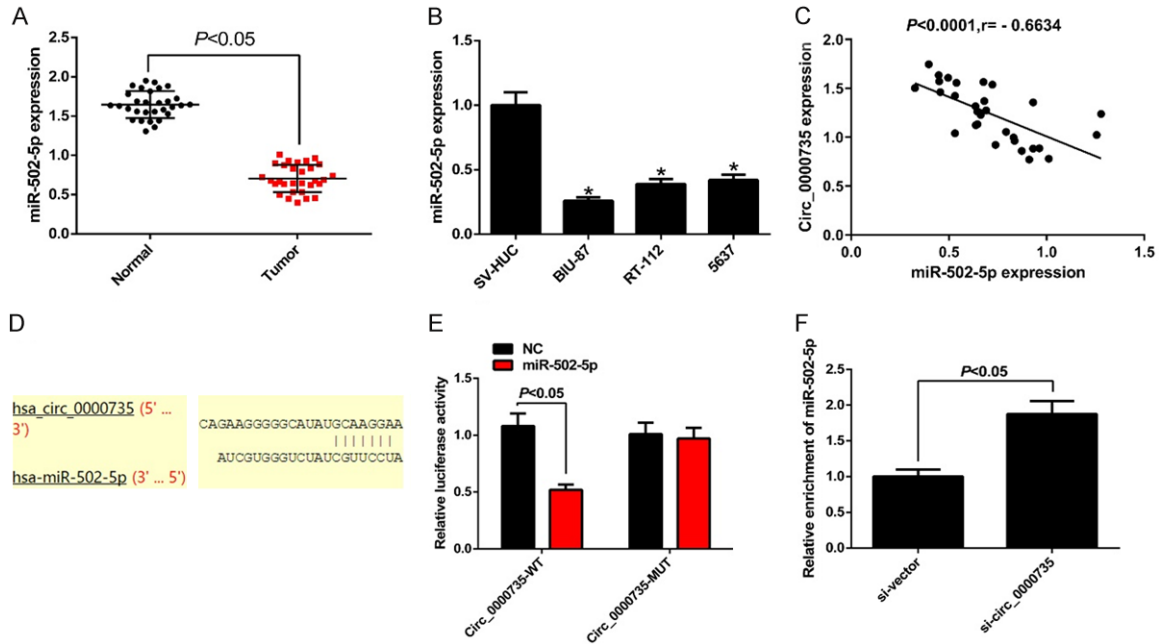 A
P<0.05
miR-502-5p expression
2.5
2.0
1.5
1.0
0.5
0.0
Normal
Tumor
B
miR-502-5p expression
1.5
1.0
0.5
0.0
*
*
*
SV-HUC
BIU-87
RT-112
5637
C
P<0.0001,r= - 0.6634
Circ_0000735 expression
2.0
1.5
1.0
0.5
0.0
0.0
0.5
1.0
1.5
miR-502-5p expression
D
hsa_circ_0000735 (5' ...
3')
CAGAAGGGGGCAUAUGCAAGGAA
| | | | | | |
AUCGUGGGUCUAUCGUUCCUA
hsa-miR-502-5p (3' ... 5')
E
NC
miR-502-5p
P<0.05
Relative luciferase activity
1.5
1.0
0.5
0.0
Circ_0000735-WT
Circ_0000735-MUT
F
P<0.05
Relative enrichment of miR-502-5p
2.5
2.0
1.5
1.0
0.5
0.0
si-vector
si-circ_0000735